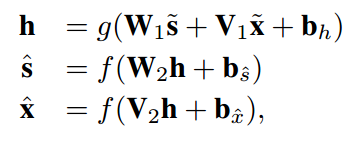 h = g(W₁s̃ + V₁x̃ + b_h)
ŝ = f(W₂h + b_ŝ)
x̂ = f(V₂h + b_x̂),